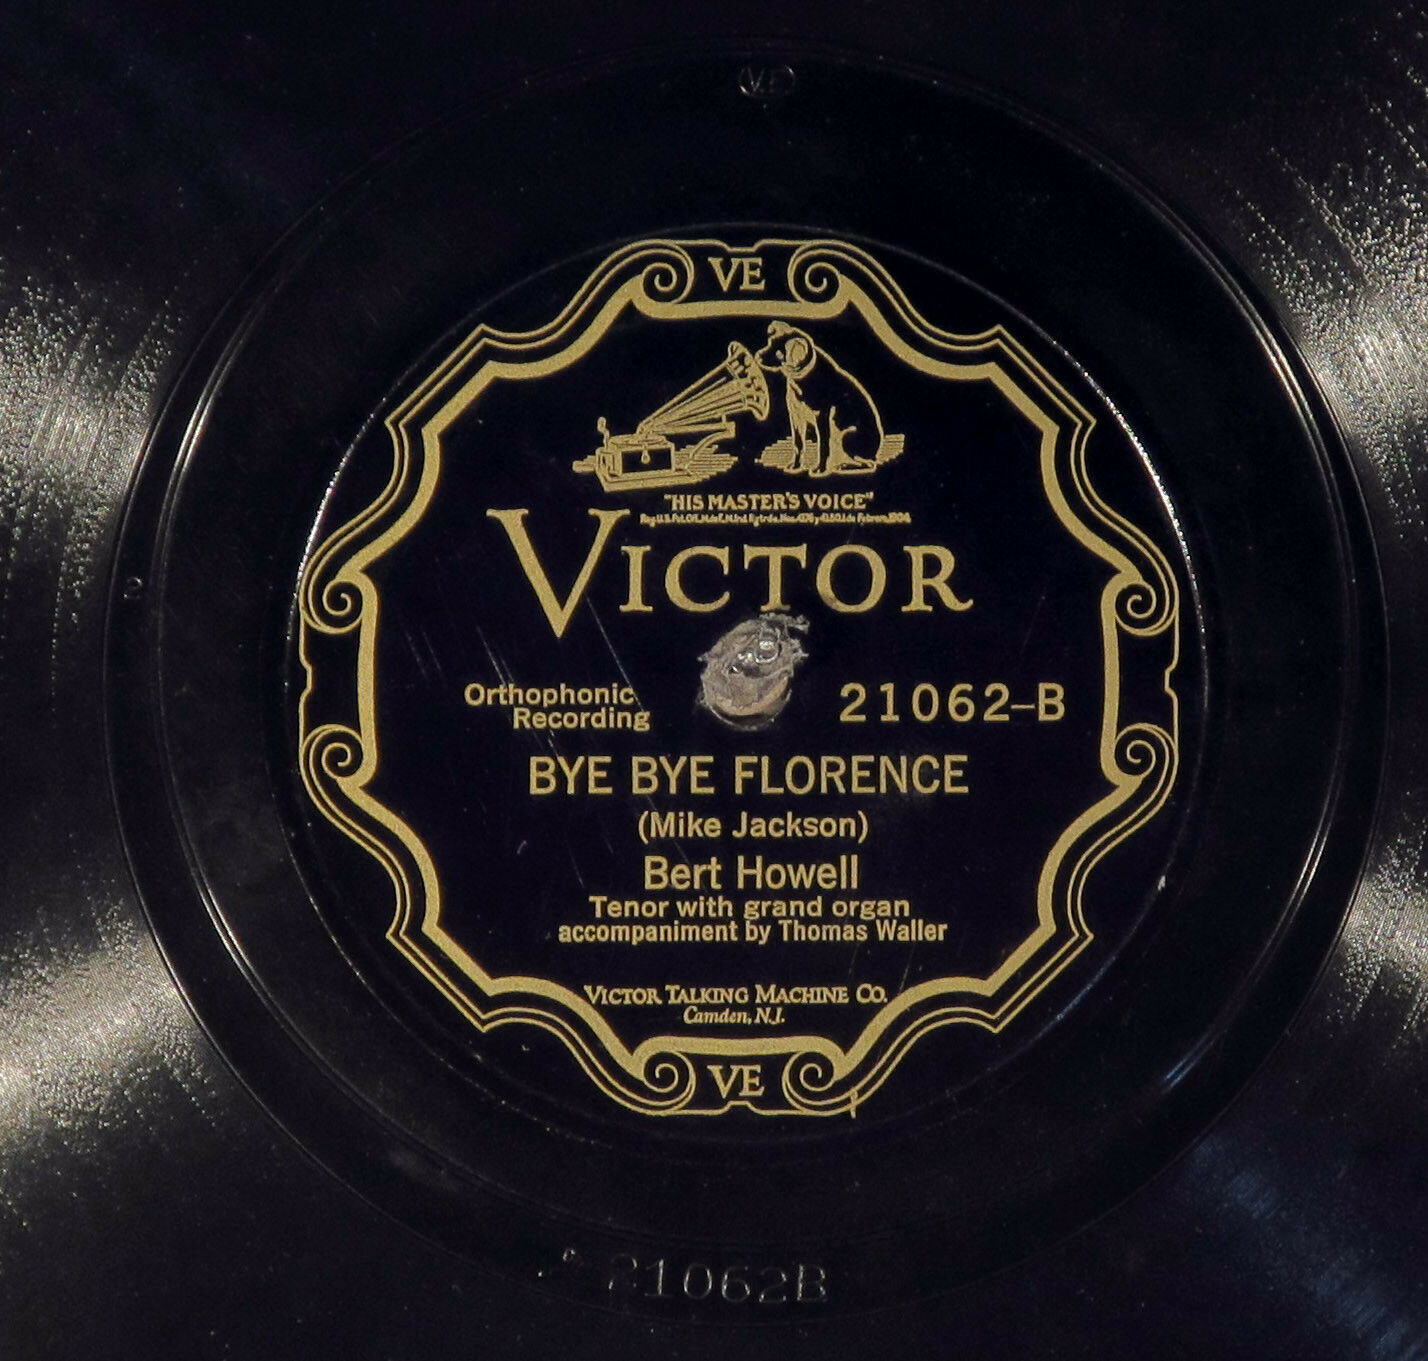 VE
VE
"HIS MASTER'S VOICE"
VICTOR
Orthophonic
Recording
21062-B
BYE BYE FLORENCE
(Mike Jackson)
Bert Howell
Tenor with grand organ
accompaniment by Thomas Waller
VICTOR TALKING MACHINE CO.
Camden, N.J.
VE
21062B